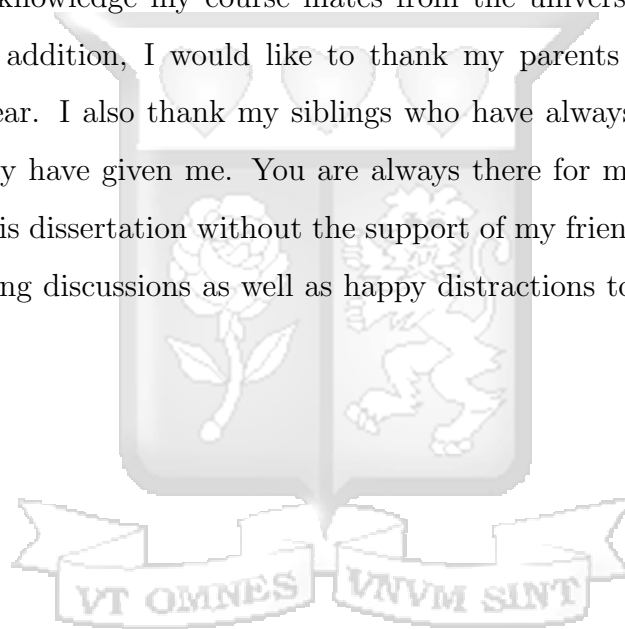 knowledge my course mates from the univers
addition, I would like to thank my parents
ear. I also thank my siblings who have always
y have given me. You are always there for m
is dissertation without the support of my frien
ng discussions as well as happy distractions to
VT OMNES VNVM SINT